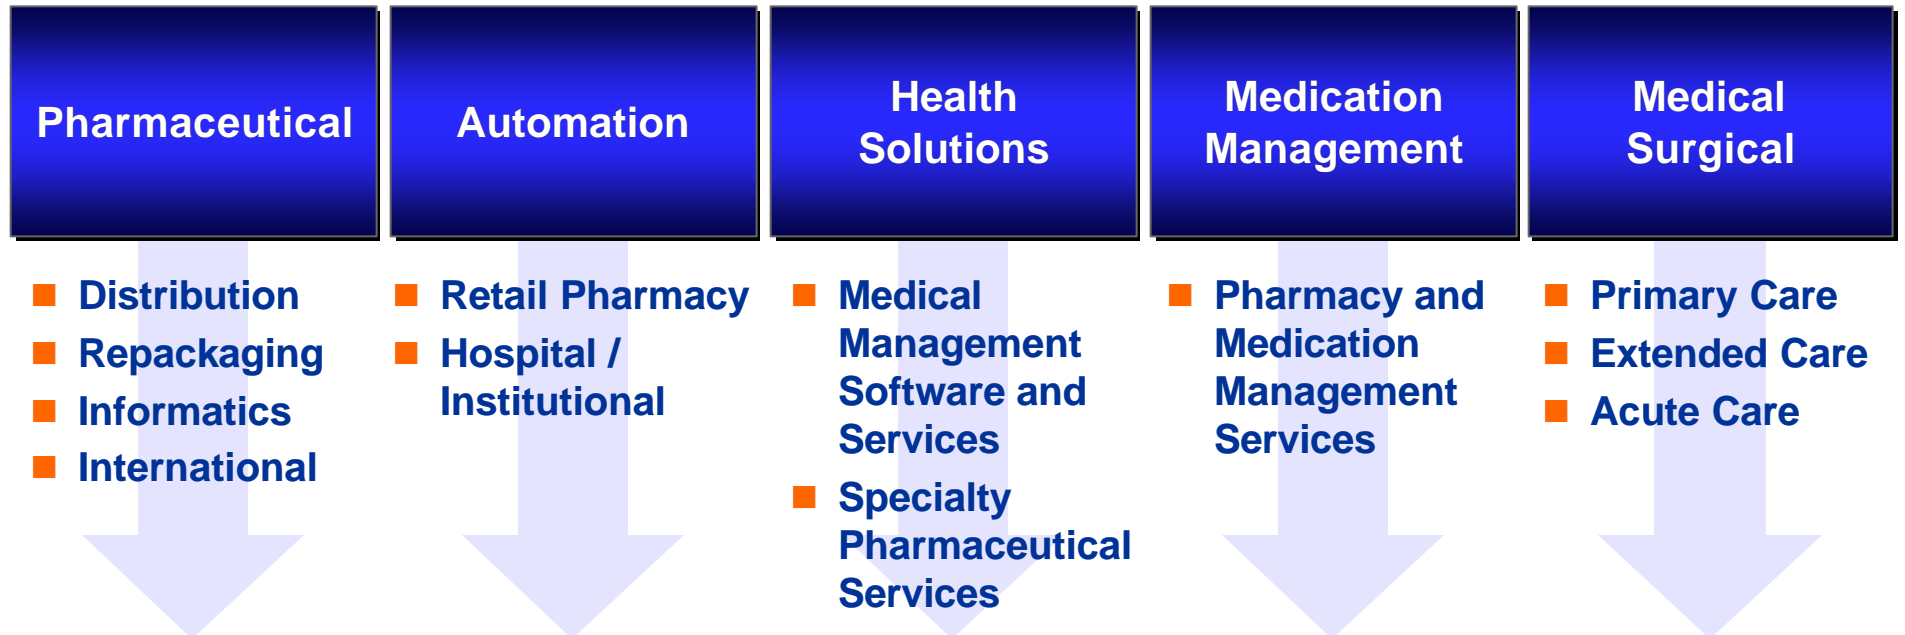 Pharmaceutical
Automation
Health
Solutions
Medication
Management
Medical
Surgical
Distribution
Repackaging
Informatics
International
Retail Pharmacy
Hospital /
Institutional
Medical
Management
Software and
Services
Specialty
Pharmaceutical
Services
Pharmacy and
Medication
Management
Services
Primary Care
Extended Care
Acute Care